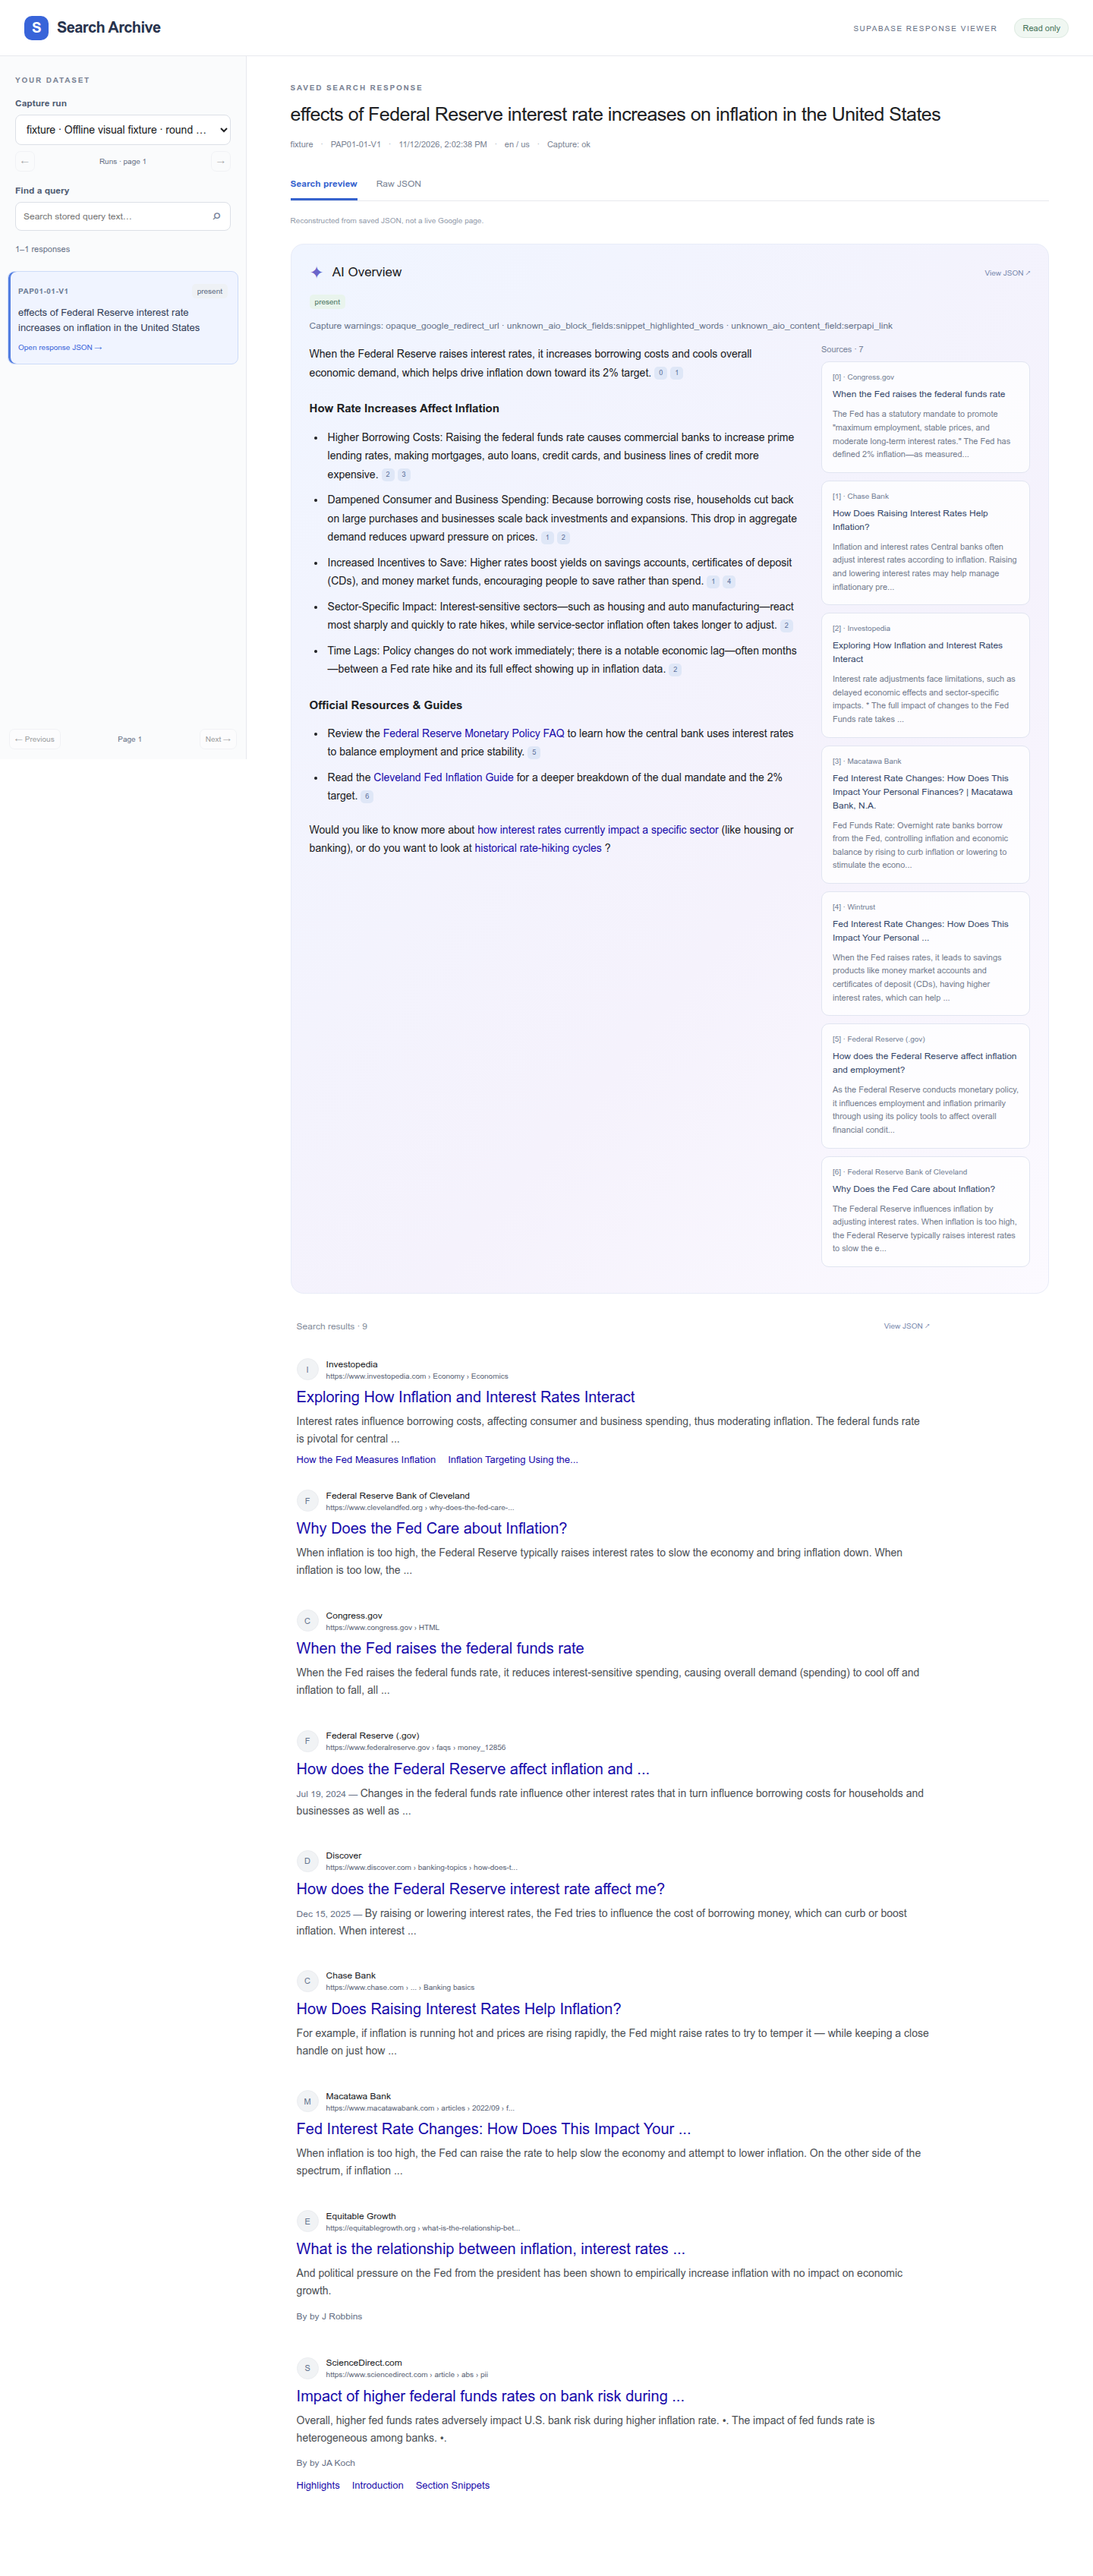 S Search Archive
SUPABASE RESPONSE VIEWER
Read only
YOUR DATASET
Capture run
fixture · Offline visual fixture · round ...
← Runs · page 1 →
Find a query
Search stored query text...
1–1 responses
PAP01-01-V1 present
effects of Federal Reserve interest rate
increases on inflation in the United States
Open response JSON →
← Previous Page 1 Next →
SAVED SEARCH RESPONSE
effects of Federal Reserve interest rate increases on inflation in the United States
fixture · PAP01-01-V1 · 11/12/2026, 2:02:38 PM · en / us · Capture: ok
Search preview Raw JSON
Reconstructed from saved JSON, not a live Google page.
AI Overview
View JSON ↗
present
Capture warnings: opaque_google_redirect_url · unknown_aio_block_fields:snippet_highlighted_words · unknown_aio_content_field:serpapi_link
When the Federal Reserve raises interest rates, it increases borrowing costs and cools overall
economic demand, which helps drive inflation down toward its 2% target. 0 1
How Rate Increases Affect Inflation
• Higher Borrowing Costs: Raising the federal funds rate causes commercial banks to increase prime
lending rates, making mortgages, auto loans, credit cards, and business lines of credit more
expensive. 2 3
• Dampened Consumer and Business Spending: Because borrowing costs rise, households cut back
on large purchases and businesses scale back investments and expansions. This drop in aggregate
demand reduces upward pressure on prices. 1 2
• Increased Incentives to Save: Higher rates boost yields on savings accounts, certificates of deposit
(CDs), and money market funds, encouraging people to save rather than spend. 1 4
• Sector-Specific Impact: Interest-sensitive sectors—such as housing and auto manufacturing—react
most sharply and quickly to rate hikes, while service-sector inflation often takes longer to adjust. 2
• Time Lags: Policy changes do not work immediately; there is a notable economic lag—often months
—between a Fed rate hike and its full effect showing up in inflation data. 2
Official Resources & Guides
• Review the Federal Reserve Monetary Policy FAQ to learn how the central bank uses interest rates
to balance employment and price stability. 5
• Read the Cleveland Fed Inflation Guide for a deeper breakdown of the dual mandate and the 2%
target. 6
Would you like to know more about how interest rates currently impact a specific sector (like housing or
banking), or do you want to look at historical rate-hiking cycles ?
Sources · 7
[0] · Congress.gov
When the Fed raises the federal funds rate
The Fed has a statutory mandate to promote
"maximum employment, stable prices, and
moderate long-term interest rates." The Fed has
defined 2% inflation—as measured...
[1] · Chase Bank
How Does Raising Interest Rates Help
Inflation?
Inflation and interest rates Central banks often
adjust interest rates according to inflation. Raising
and lowering interest rates may help manage
inflationary pre...
[2] · Investopedia
Exploring How Inflation and Interest Rates
Interact
Interest rate adjustments face limitations, such as
delayed economic effects and sector-specific
impacts. * The full impact of changes to the Fed
Funds rate takes ...
[3] · Macatawa Bank
Fed Interest Rate Changes: How Does This
Impact Your Personal Finances? | Macatawa
Bank, N.A.
Fed Funds Rate: Overnight rate banks borrow
from the Fed, controlling inflation and economic
balance by rising to curb inflation or lowering to
stimulate the econo...
[4] · Wintrust
Fed Interest Rate Changes: How Does This
Impact Your Personal ...
When the Fed raises rates, it leads to savings
products like money market accounts and
certificates of deposit (CDs), having higher
interest rates, which can help ...
[5] · Federal Reserve (.gov)
How does the Federal Reserve affect inflation
and employment?
As the Federal Reserve conducts monetary policy,
it influences employment and inflation primarily
through using its policy tools to affect overall
financial condit...
[6] · Federal Reserve Bank of Cleveland
Why Does the Fed Care about Inflation?
The Federal Reserve influences inflation by
adjusting interest rates. When inflation is too high,
the Federal Reserve typically raises interest rates
to slow the e...
Search results · 9
View JSON ↗
I Investopedia
https://www.investopedia.com › Economy › Economics
Exploring How Inflation and Interest Rates Interact
Interest rates influence borrowing costs, affecting consumer and business spending, thus moderating inflation. The federal funds rate
is pivotal for central ...
How the Fed Measures Inflation Inflation Targeting Using the...
F Federal Reserve Bank of Cleveland
https://www.clevelandfed.org › why-does-the-fed-care-...
Why Does the Fed Care about Inflation?
When inflation is too high, the Federal Reserve typically raises interest rates to slow the economy and bring inflation down. When
inflation is too low, the ...
C Congress.gov
https://www.congress.gov › HTML
When the Fed raises the federal funds rate
When the Fed raises the federal funds rate, it reduces interest-sensitive spending, causing overall demand (spending) to cool off and
inflation to fall, all ...
F Federal Reserve (.gov)
https://www.federalreserve.gov › faqs › money_12856
How does the Federal Reserve affect inflation and ...
Jul 19, 2024 — Changes in the federal funds rate influence other interest rates that in turn influence borrowing costs for households and
businesses as well as ...
D Discover
https://www.discover.com › banking-topics › how-does-t...
How does the Federal Reserve interest rate affect me?
Dec 15, 2025 — By raising or lowering interest rates, the Fed tries to influence the cost of borrowing money, which can curb or boost
inflation. When interest ...
C Chase Bank
https://www.chase.com › ... › Banking basics
How Does Raising Interest Rates Help Inflation?
For example, if inflation is running hot and prices are rising rapidly, the Fed might raise rates to try to temper it — while keeping a close
handle on just how ...
M Macatawa Bank
https://www.macatawabank.com › articles › 2022/09 › f...
Fed Interest Rate Changes: How Does This Impact Your ...
When inflation is too high, the Fed can raise the rate to help slow the economy and attempt to lower inflation. On the other side of the
spectrum, if inflation ...
E Equitable Growth
https://equitablegrowth.org › what-is-the-relationship-bet...
What is the relationship between inflation, interest rates ...
And political pressure on the Fed from the president has been shown to empirically increase inflation with no impact on economic
growth.
By by J Robbins
S ScienceDirect.com
https://www.sciencedirect.com › article › abs › pii
Impact of higher federal funds rates on bank risk during ...
Overall, higher fed funds rates adversely impact U.S. bank risk during higher inflation rate. •. The impact of fed funds rate is
heterogeneous among banks. •.
By by JA Koch
Highlights Introduction Section Snippets